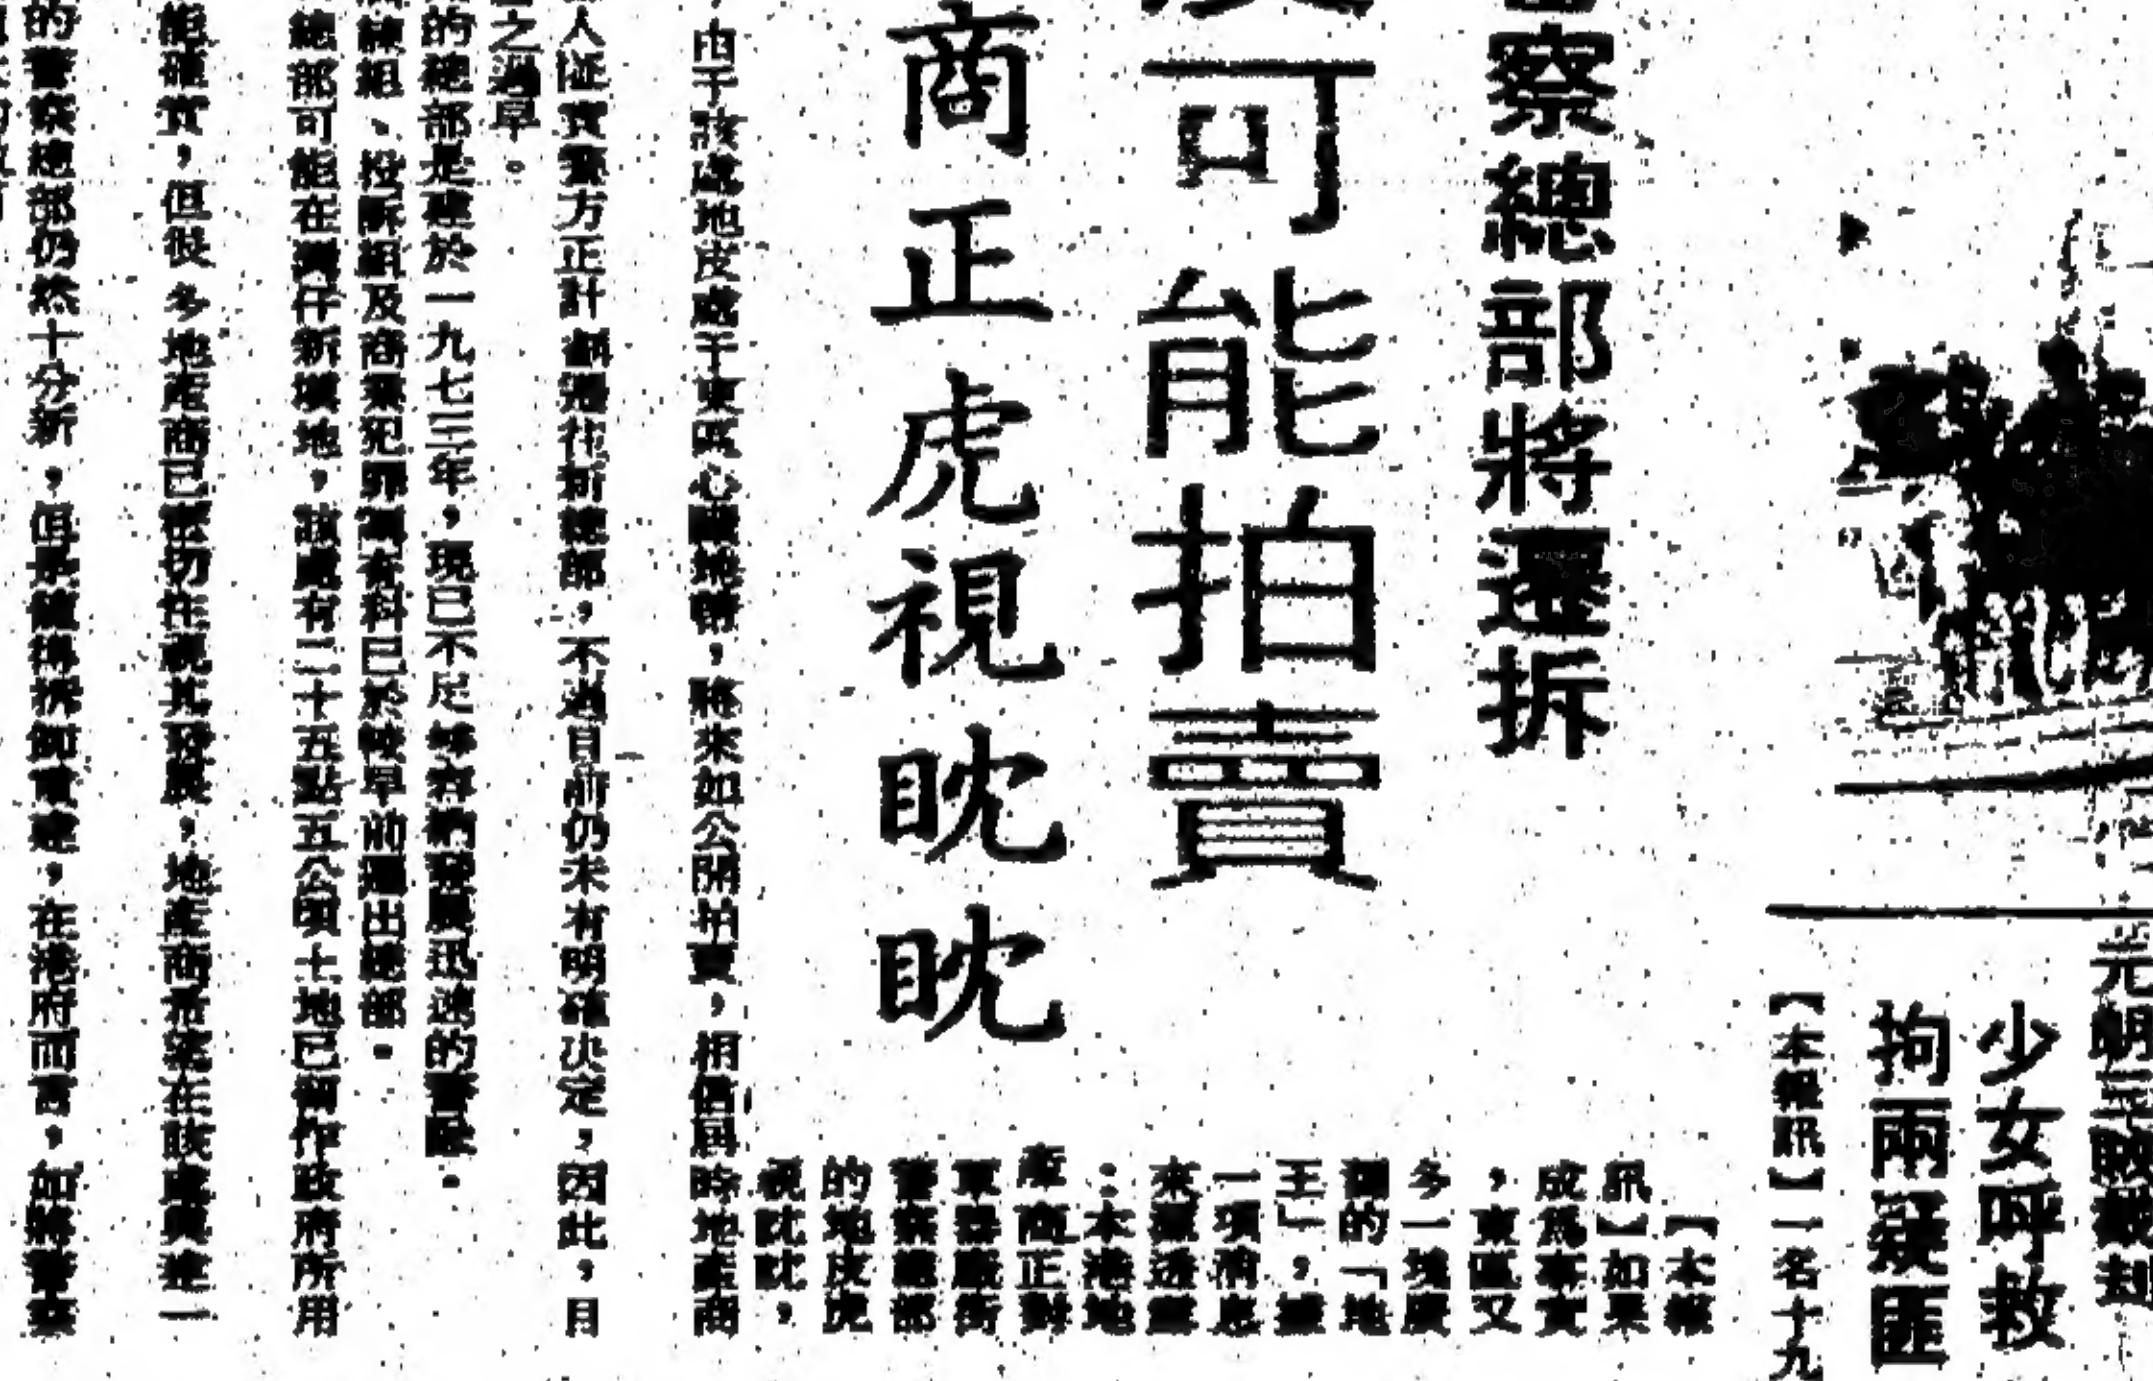 元朗
少女呼救
拘兩疑匪
【本報訊】一名十九
察總部將遷拆
可能拍賣
商正虎視眈眈
【本報
訊】如果
成爲事實
，東區又
多一塊廣
闊的「地
王」，據
一項消息
來源透露
：本港地
產商正對
軍器廠街
警察總部
的地皮虎
視眈眈，
由于該處地皮處于東區心臟地帶，將來如公開拍賣，相信屆時地產商
人証實警方正計劃遷往新總部，不過目前仍未有明確決定，因此，目
之過早。
的總部是建於一九七三年，現已不足夠容納發展迅速的警隊。
練組、投訴組及商業犯罪調查科已於較早前遷出總部。
總部可能在灣仔新填地，該處有二十五點五公頃土地已留作政府所用
能確實，但很多地產商已密切注視其發展，地產商希望在該處興建一
的警察總部仍然十分新，但是總得拆卸重建，在港府而言，如將警察